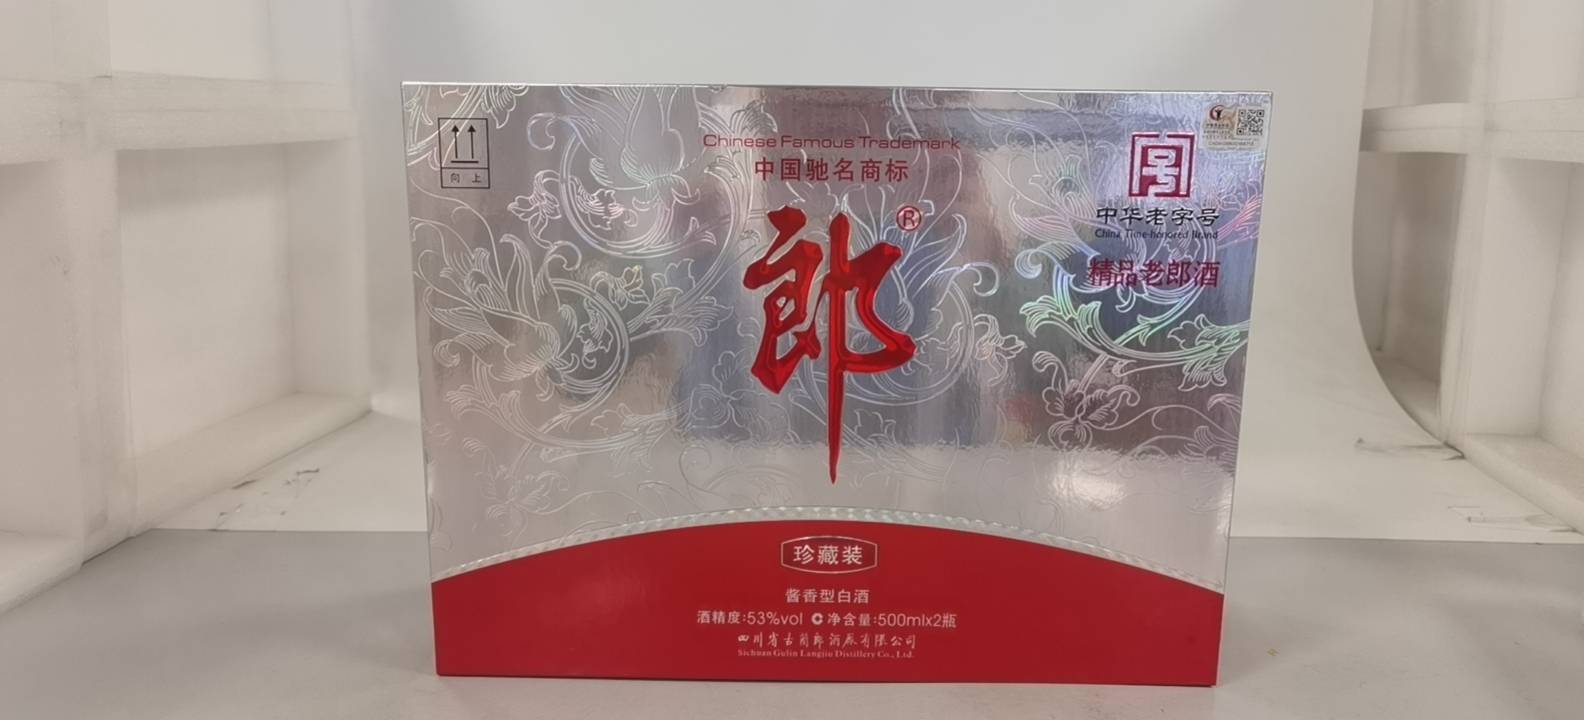 向 上
Chinese Famous Trademark
中国驰名商标
郎®
中华老字号
China Time-honored Brand
精品老郎酒
珍藏装
酱香型白酒
酒精度:53%vol C 净含量:500mlx2瓶
四川省古蔺郎酒厂有限公司
Sichuan Gulin Langjiu Distillery Co., Ltd.